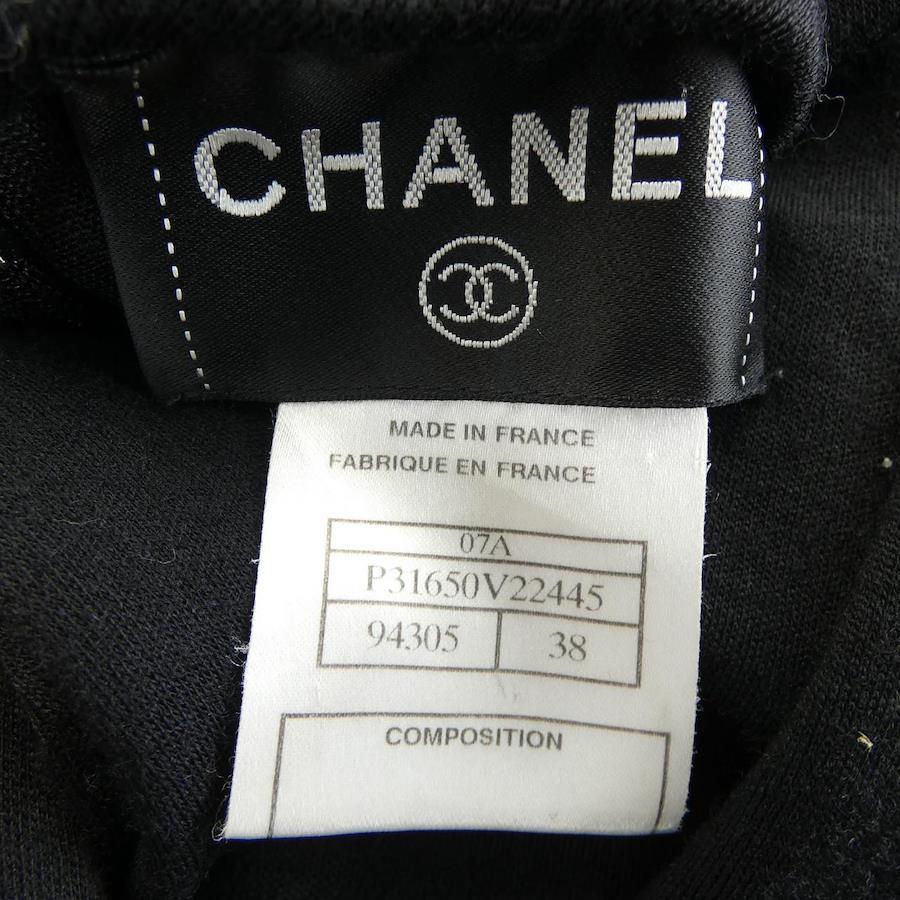 CHANEL
MADE IN FRANCE
FABRIQUE EN FRANCE
07A
P31650V22445
94305 38
COMPOSITION